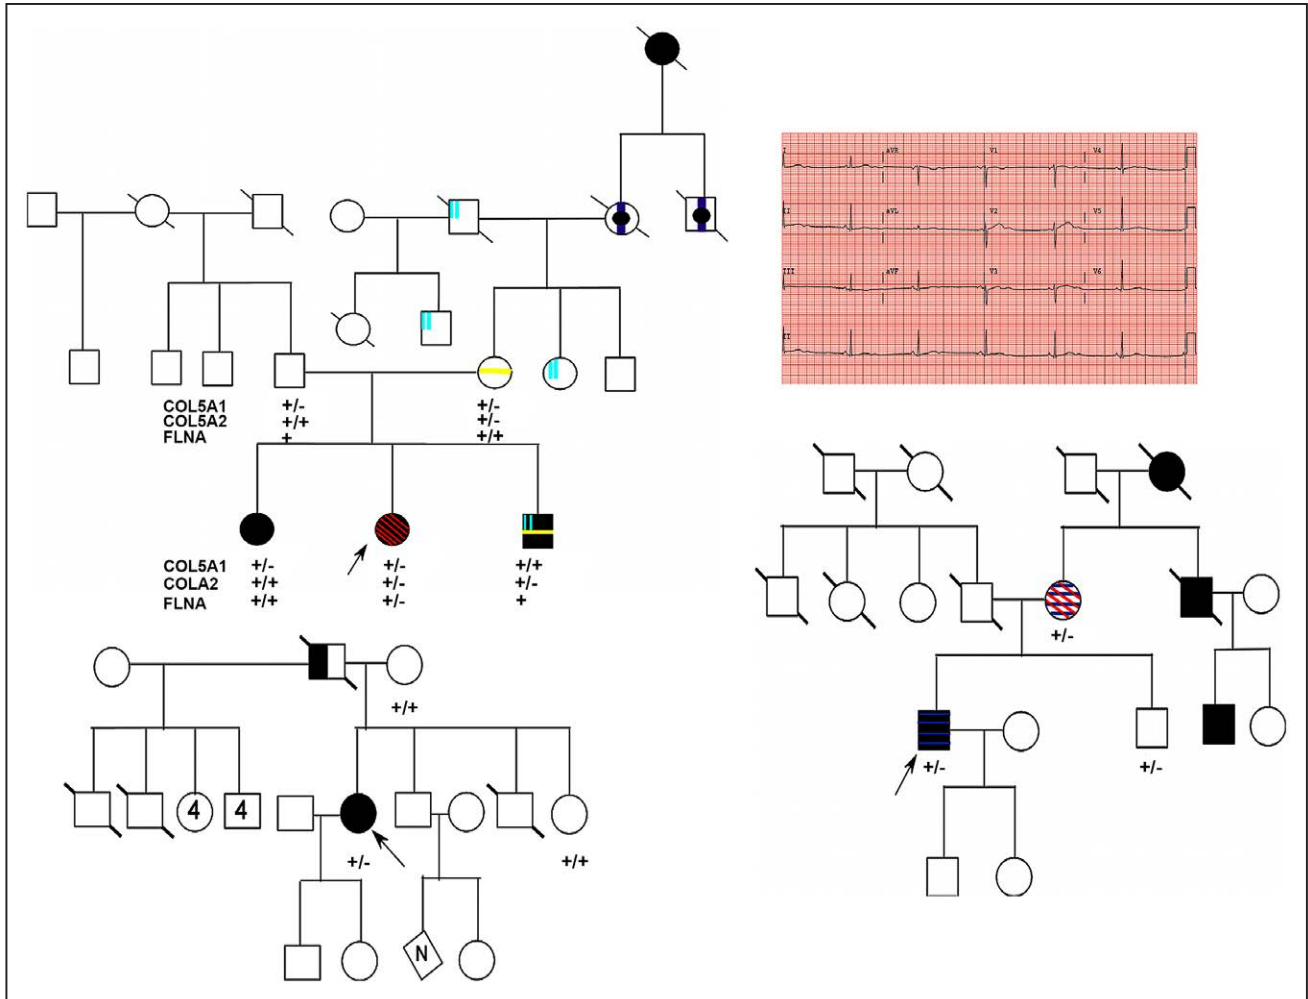 I aVR V1 V4
II aVL V2 V5
III aVF V3 V6
II
COL5A1 +/- +/-
COL5A2 +/+ +/-
FLNA + +/+
COL5A1 +/- +/- +/+
COLA2 +/+ +/- +/-
FLNA +/+ +/- +
+/-
+/+
+/- +/-
4 4
+/- +/+
N